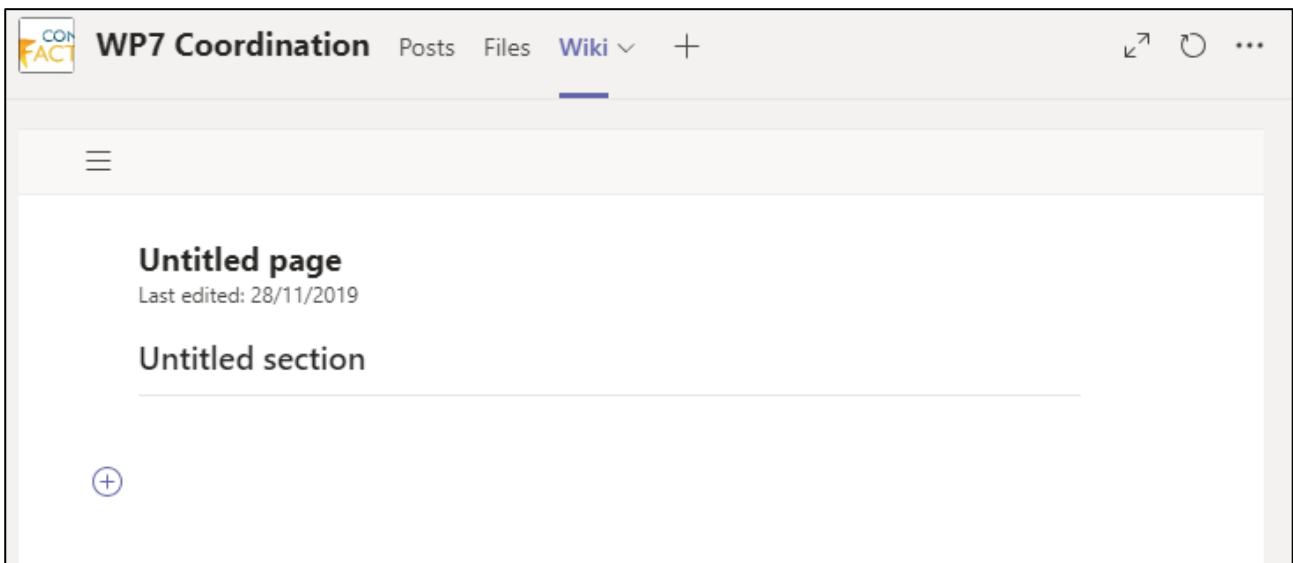 CON
FACT
WP7 Coordination Posts Files Wiki
Untitled page
Last edited: 28/11/2019
Untitled section